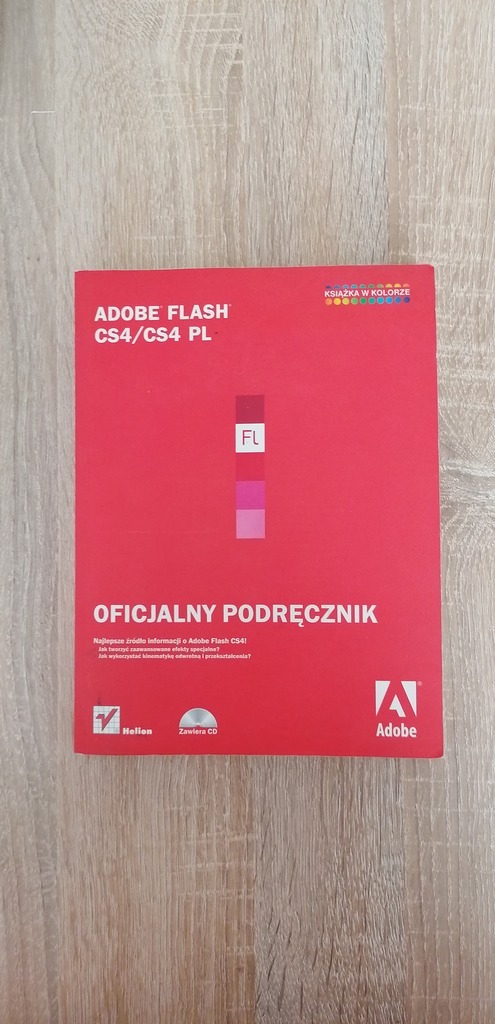 ADOBE® FLASH®
CS4/CS4 PL
KSIĄŻKA W KOLORZE
Fl
OFICJALNY PODRĘCZNIK
Najlepsze źródło informacji o Adobe Flash CS4!
Jak tworzyć zaawansowane efekty specjalne?
Jak wykorzystać kinematykę odwrotną i przekształcenia?
Helion
Zawiera CD
Adobe®